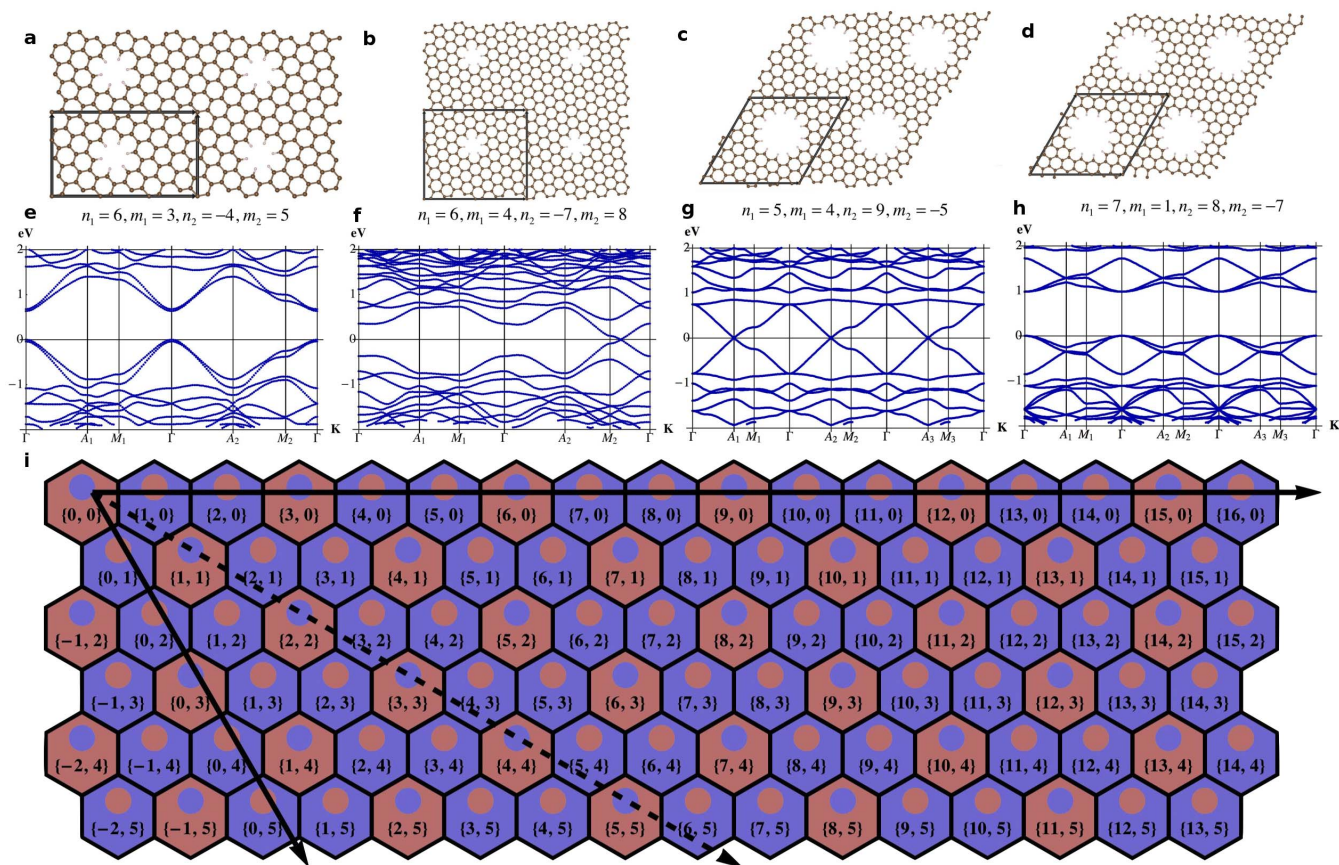 a
b
c
d
e
n₁ = 6, m₁ = 3, n₂ = −4, m₂ = 5
f
n₁ = 6, m₁ = 4, n₂ = −7, m₂ = 8
g
n₁ = 5, m₁ = 4, n₂ = 9, m₂ = −5
h
n₁ = 7, m₁ = 1, n₂ = 8, m₂ = −7
eV
eV
eV
eV
2 2 2 2
1 1 1 1
0 0 0 0
−1 −1 −1 −1
Γ A₁ M₁ Γ A₂ M₂ Γ K
Γ A₁ M₁ Γ A₂ M₂ Γ K
Γ A₁ M₁ Γ A₂ M₂ Γ A₃ M₃ Γ K
Γ A₁ M₁ Γ A₂ M₂ Γ A₃ M₃ Γ K
i
{0, 0} {1, 0} {2, 0} {3, 0} {4, 0} {5, 0} {6, 0} {7, 0} {8, 0} {9, 0} {10, 0} {11, 0} {12, 0} {13, 0} {14, 0} {15, 0} {16, 0}
{0, 1} {1, 1} {2, 1} {3, 1} {4, 1} {5, 1} {6, 1} {7, 1} {8, 1} {9, 1} {10, 1} {11, 1} {12, 1} {13, 1} {14, 1} {15, 1}
{−1, 2} {0, 2} {1, 2} {2, 2} {3, 2} {4, 2} {5, 2} {6, 2} {7, 2} {8, 2} {9, 2} {10, 2} {11, 2} {12, 2} {13, 2} {14, 2} {15, 2}
{−1, 3} {0, 3} {1, 3} {2, 3} {3, 3} {4, 3} {5, 3} {6, 3} {7, 3} {8, 3} {9, 3} {10, 3} {11, 3} {12, 3} {13, 3} {14, 3}
{−2, 4} {−1, 4} {0, 4} {1, 4} {2, 4} {3, 4} {4, 4} {5, 4} {6, 4} {7, 4} {8, 4} {9, 4} {10, 4} {11, 4} {12, 4} {13, 4} {14, 4}
{−2, 5} {−1, 5} {0, 5} {1, 5} {2, 5} {3, 5} {4, 5} {5, 5} {6, 5} {7, 5} {8, 5} {9, 5} {10, 5} {11, 5} {12, 5} {13, 5}